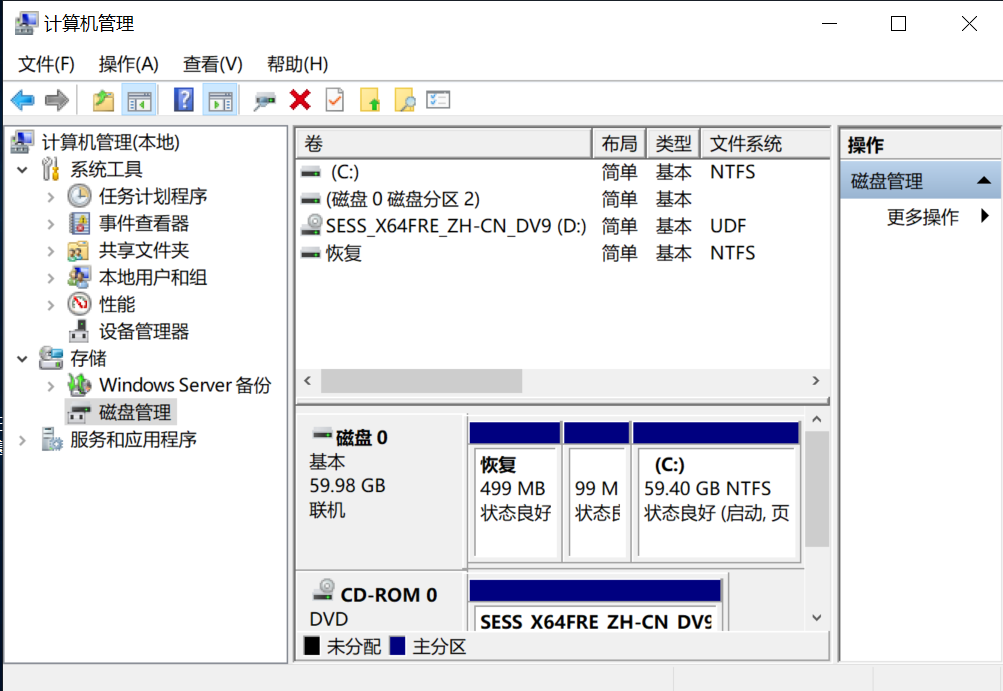 计算机管理
文件(F) 操作(A) 查看(V) 帮助(H)
计算机管理(本地)
系统工具
任务计划程序
事件查看器
共享文件夹
本地用户和组
性能
设备管理器
存储
Windows Server 备份
磁盘管理
服务和应用程序
卷 布局 类型 文件系统
(C:) 简单 基本 NTFS
(磁盘 0 磁盘分区 2) 简单 基本
SESS_X64FRE_ZH-CN_DV9 (D:) 简单 基本 UDF
恢复 简单 基本 NTFS
磁盘 0
基本
59.98 GB
联机
恢复
499 MB
状态良好
99 M
状态
(C:)
59.40 GB NTFS
状态良好 (启动, 页
CD-ROM 0
DVD
SESS_X64FRE_ZH-CN_DV9
未分配 主分区
操作
磁盘管理
更多操作